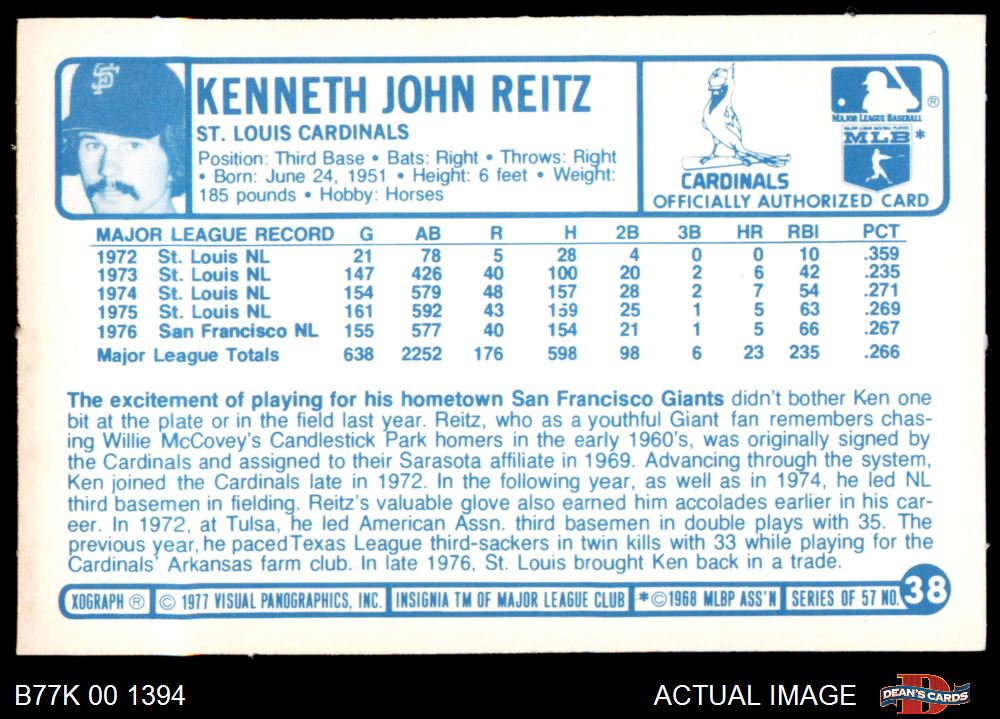 SF
KENNETH JOHN REITZ
ST. LOUIS CARDINALS
Position: Third Base • Bats: Right • Throws: Right
• Born: June 24, 1951 • Height: 6 feet • Weight:
185 pounds • Hobby: Horses
CARDINALS
MAJOR LEAGUE BASEBALL
®
MAJOR LEAGUE BASEBALL PLAYERS
MLB *
OFFICIALLY AUTHORIZED CARD
MAJOR LEAGUE RECORD G AB R H 2B 3B HR RBI PCT
1972 St. Louis NL 21 78 5 28 4 0 0 10 .359
1973 St. Louis NL 147 426 40 100 20 2 6 42 .235
1974 St. Louis NL 154 579 48 157 28 2 7 54 .271
1975 St. Louis NL 161 592 43 159 25 1 5 63 .269
1976 San Francisco NL 155 577 40 154 21 1 5 66 .267
Major League Totals 638 2252 176 598 98 6 23 235 .266
The excitement of playing for his hometown San Francisco Giants didn't bother Ken one
bit at the plate or in the field last year. Reitz, who as a youthful Giant fan remembers chas-
ing Willie McCovey's Candlestick Park homers in the early 1960's, was originally signed by
the Cardinals and assigned to their Sarasota affiliate in 1969. Advancing through the system,
Ken joined the Cardinals late in 1972. In the following year, as well as in 1974, he led NL
third basemen in fielding. Reitz's valuable glove also earned him accolades earlier in his car-
eer. In 1972, at Tulsa, he led American Assn. third basemen in double plays with 35. The
previous year, he paced Texas League third-sackers in twin kills with 33 while playing for the
Cardinals' Arkansas farm club. In late 1976, St. Louis brought Ken back in a trade.
XOGRAPH ® © 1977 VISUAL PANOGRAPHICS, INC. INSIGNIA TM OF MAJOR LEAGUE CLUB *©1968 MLBP ASS'N SERIES OF 57 NO. 38
B77K 00 1394 ACTUAL IMAGE DEAN'S CARDS